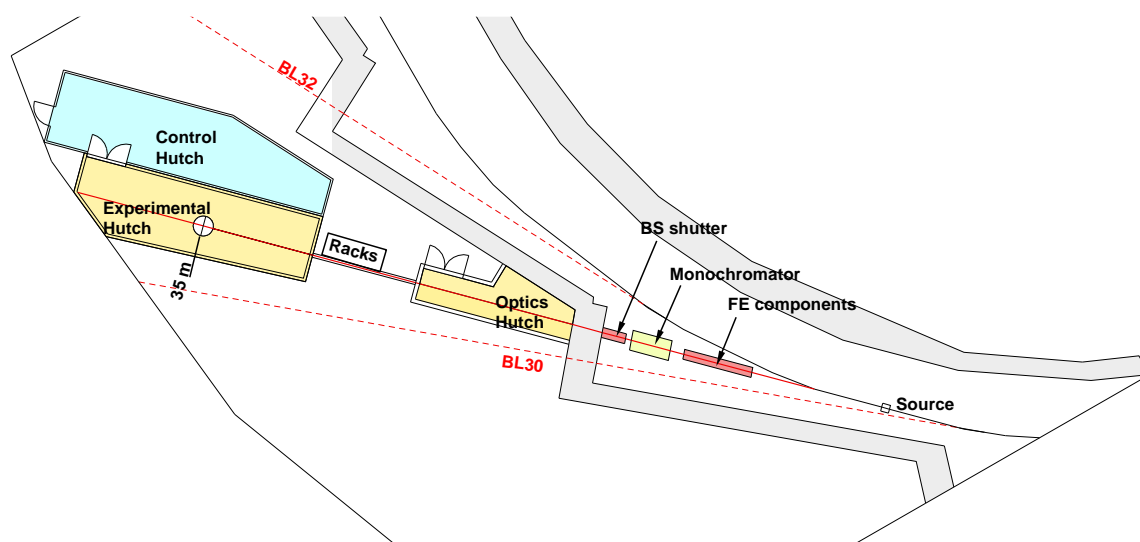 BL32
Control
Hutch
Experimental
Hutch
BS shutter
Racks
Monochromator
35 m
Optics
Hutch
FE components
BL30
Source